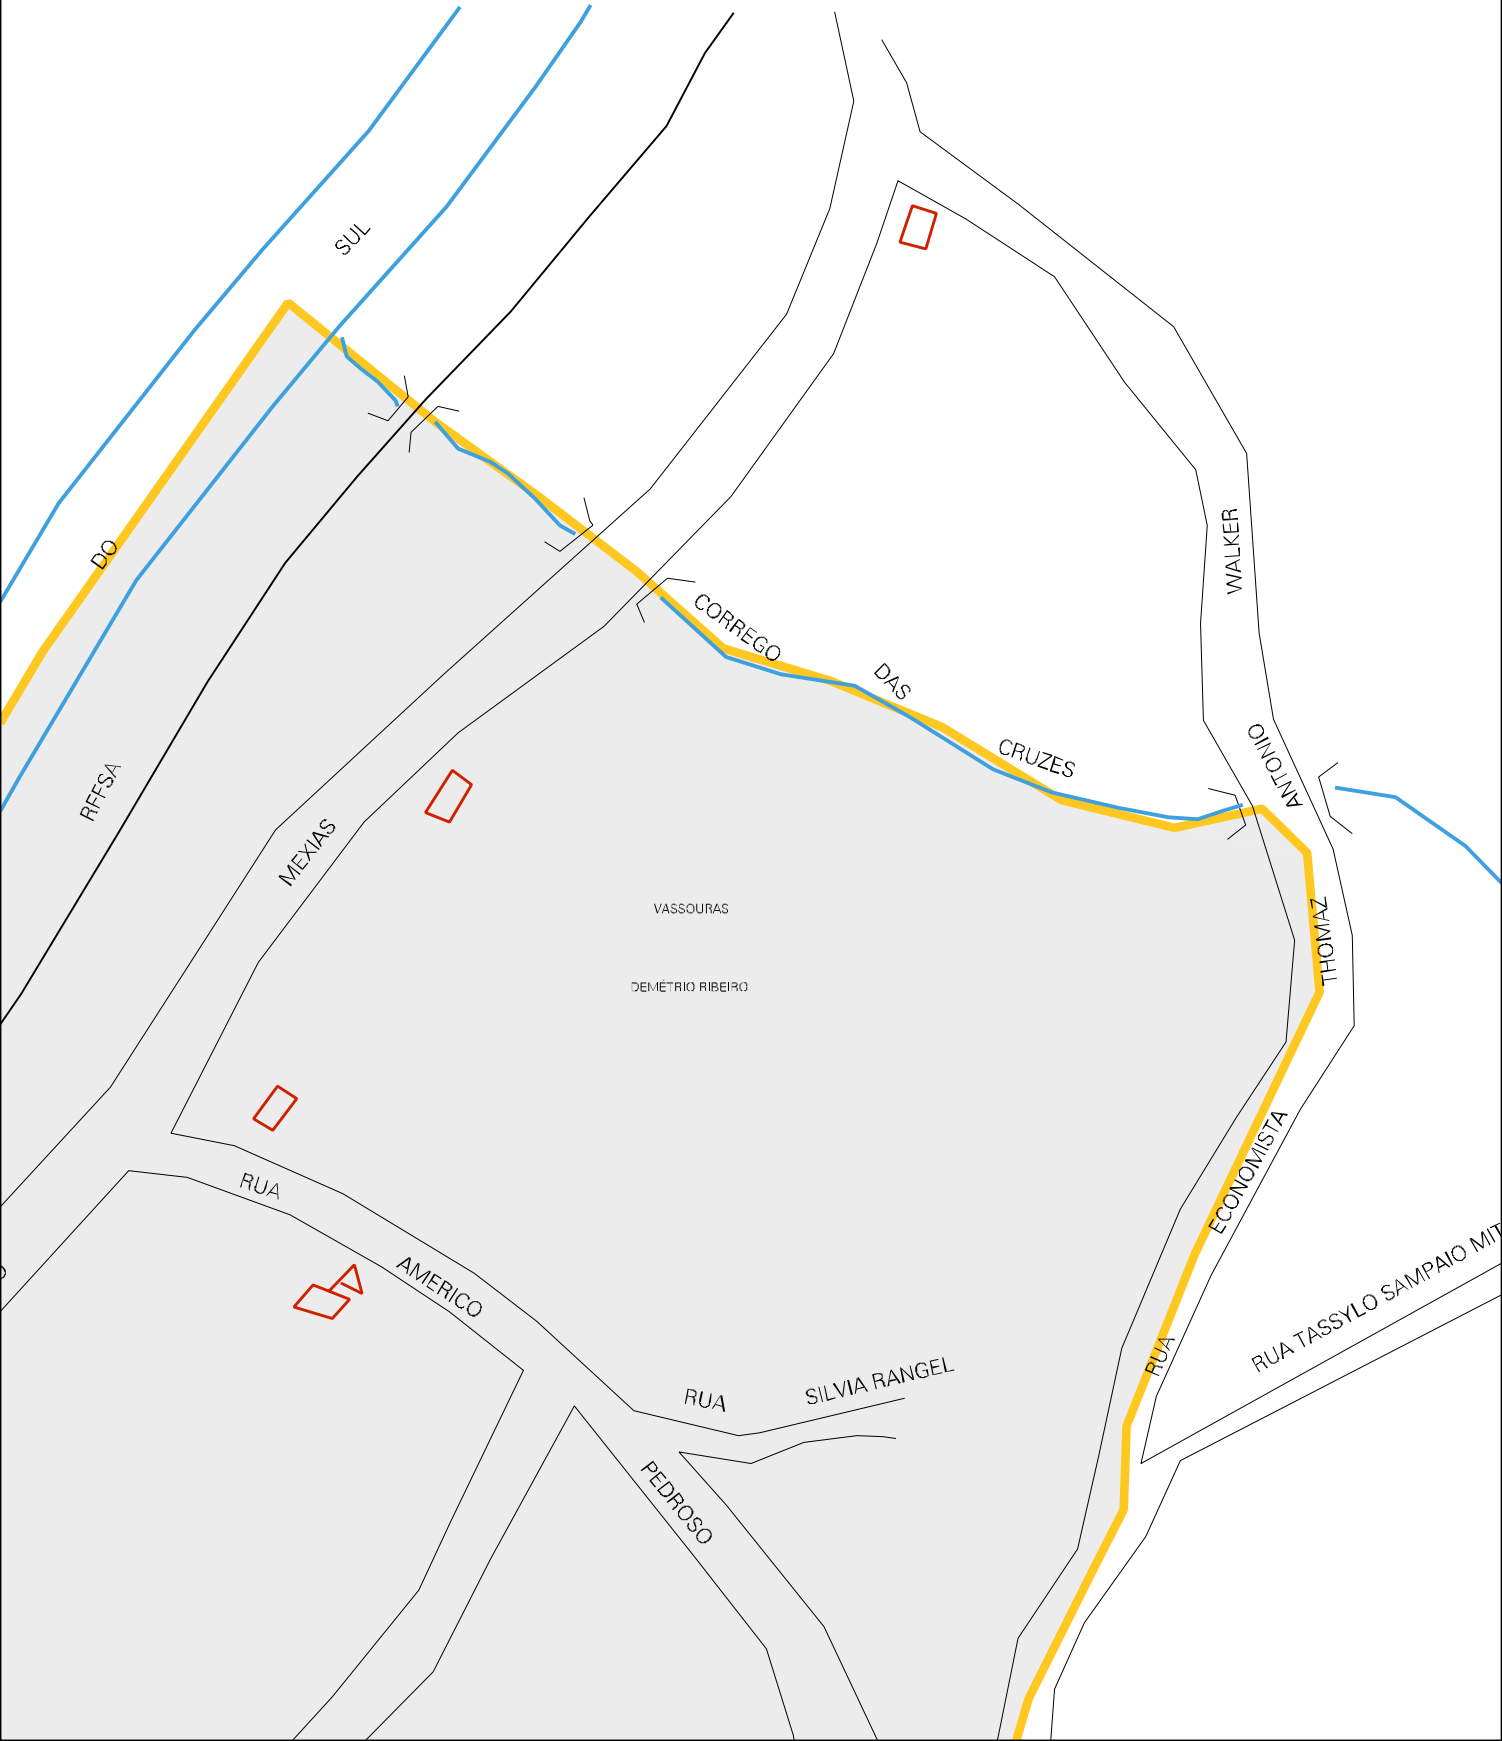 SUL
DO
WALKER
CORREGO
DAS
CRUZES
ANTONIO
RFFSA
MEXIAS
VASSOURAS
THOMAZ
DEMÉTRIO RIBEIRO
ECONOMISTA
RUA
AMERICO
RUA TASSYLO SAMPAIO MIT
RUA
RUA
SILVIA RANGEL
PEDROSO